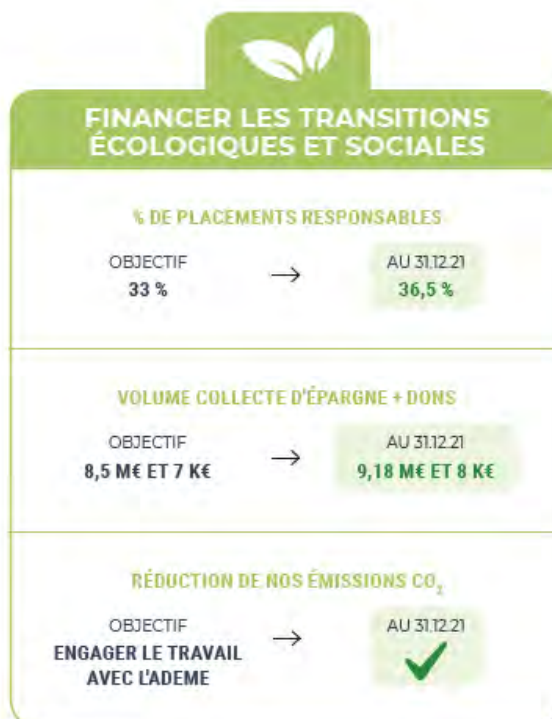 FINANCER LES TRANSITIONS
ÉCOLOGIQUES ET SOCIALES
% DE PLACEMENTS RESPONSABLES
OBJECTIF
33 %
→
AU 31.12.21
36,5 %
VOLUME COLLECTE D'ÉPARGNE + DONS
OBJECTIF
8,5 M€ ET 7 K€
→
AU 31.12.21
9,18 M€ ET 8 K€
RÉDUCTION DE NOS ÉMISSIONS CO₂
OBJECTIF
ENGAGER LE TRAVAIL
AVEC L'ADEME
→
AU 31.12.21
✓